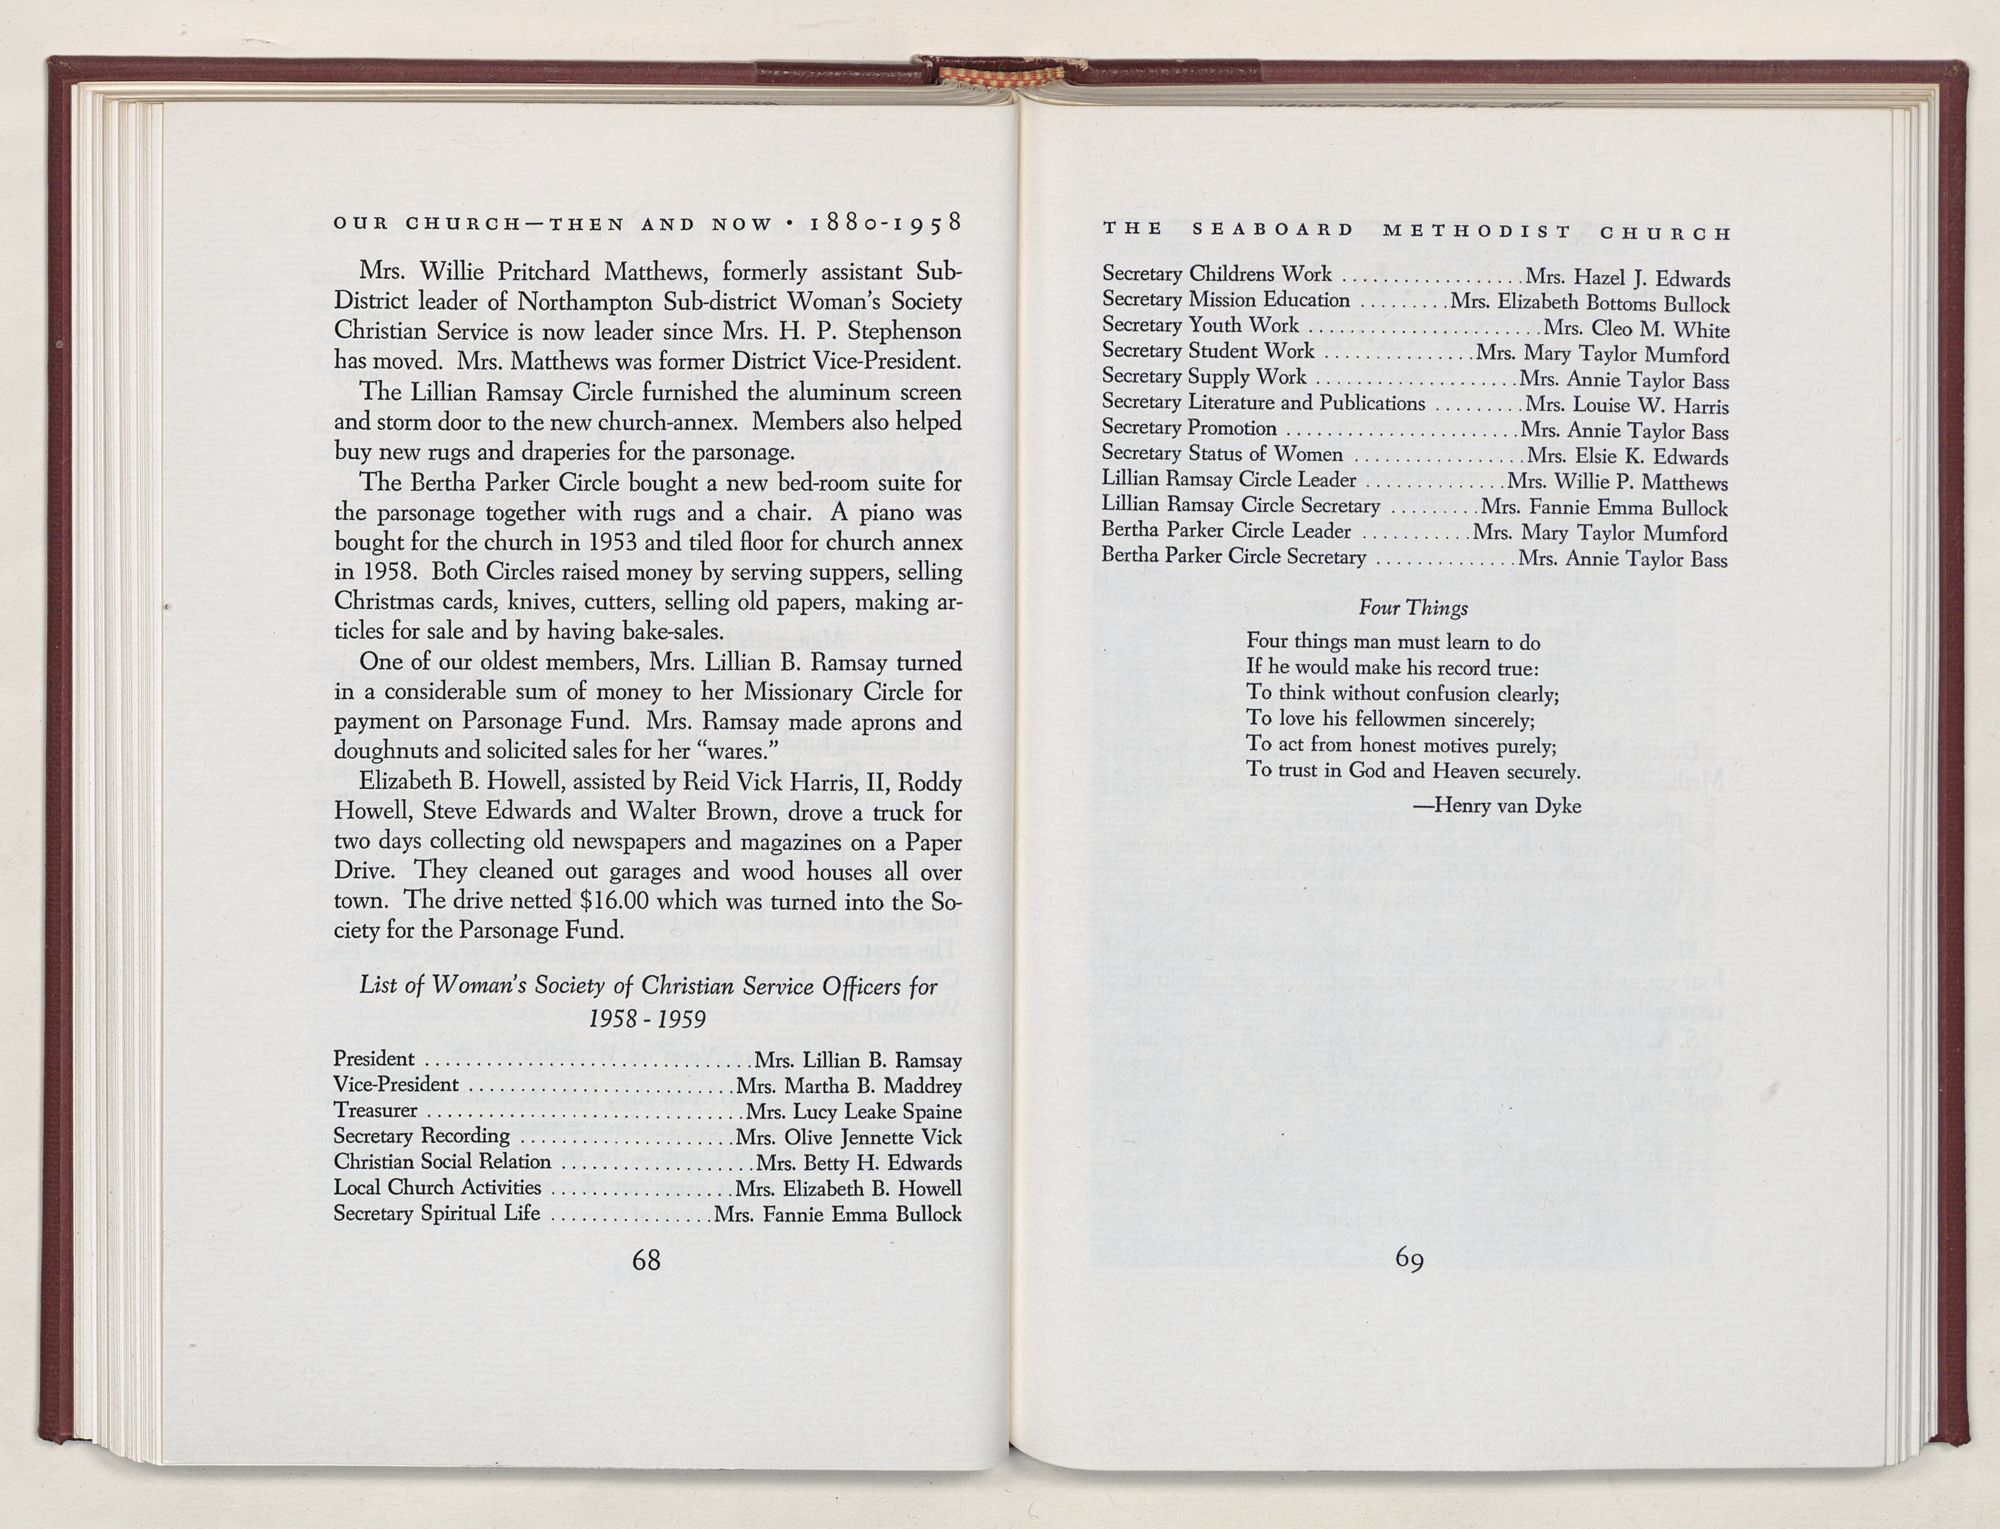 OUR CHURCH—THEN AND NOW • 1880-1958
Mrs. Willie Pritchard Matthews, formerly assistant Sub-
District leader of Northampton Sub-district Woman's Society
Christian Service is now leader since Mrs. H. P. Stephenson
has moved. Mrs. Matthews was former District Vice-President.
The Lillian Ramsay Circle furnished the aluminum screen
and storm door to the new church-annex. Members also helped
buy new rugs and draperies for the parsonage.
The Bertha Parker Circle bought a new bed-room suite for
the parsonage together with rugs and a chair. A piano was
bought for the church in 1953 and tiled floor for church annex
in 1958. Both Circles raised money by serving suppers, selling
Christmas cards, knives, cutters, selling old papers, making ar-
ticles for sale and by having bake-sales.
One of our oldest members, Mrs. Lillian B. Ramsay turned
in a considerable sum of money to her Missionary Circle for
payment on Parsonage Fund. Mrs. Ramsay made aprons and
doughnuts and solicited sales for her “wares.”
Elizabeth B. Howell, assisted by Reid Vick Harris, II, Roddy
Howell, Steve Edwards and Walter Brown, drove a truck for
two days collecting old newspapers and magazines on a Paper
Drive. They cleaned out garages and wood houses all over
town. The drive netted $16.00 which was turned into the So-
ciety for the Parsonage Fund.
List of Woman's Society of Christian Service Officers for
1958 - 1959
President ............................... Mrs. Lillian B. Ramsay
Vice-President .......................... Mrs. Martha B. Maddrey
Treasurer ............................... Mrs. Lucy Leake Spaine
Secretary Recording ..................... Mrs. Olive Jennette Vick
Christian Social Relation ................... Mrs. Betty H. Edwards
Local Church Activities .................. Mrs. Elizabeth B. Howell
Secretary Spiritual Life ................ Mrs. Fannie Emma Bullock
68
THE SEABOARD METHODIST CHURCH
Secretary Childrens Work .................. Mrs. Hazel J. Edwards
Secretary Mission Education ......... Mrs. Elizabeth Bottoms Bullock
Secretary Youth Work ....................... Mrs. Cleo M. White
Secretary Student Work ............... Mrs. Mary Taylor Mumford
Secretary Supply Work .................... Mrs. Annie Taylor Bass
Secretary Literature and Publications ......... Mrs. Louise W. Harris
Secretary Promotion ....................... Mrs. Annie Taylor Bass
Secretary Status of Women ................. Mrs. Elsie K. Edwards
Lillian Ramsay Circle Leader .............. Mrs. Willie P. Matthews
Lillian Ramsay Circle Secretary ......... Mrs. Fannie Emma Bullock
Bertha Parker Circle Leader ........... Mrs. Mary Taylor Mumford
Bertha Parker Circle Secretary .............. Mrs. Annie Taylor Bass
Four Things
Four things man must learn to do
If he would make his record true:
To think without confusion clearly;
To love his fellowmen sincerely;
To act from honest motives purely;
To trust in God and Heaven securely.
—Henry van Dyke
69